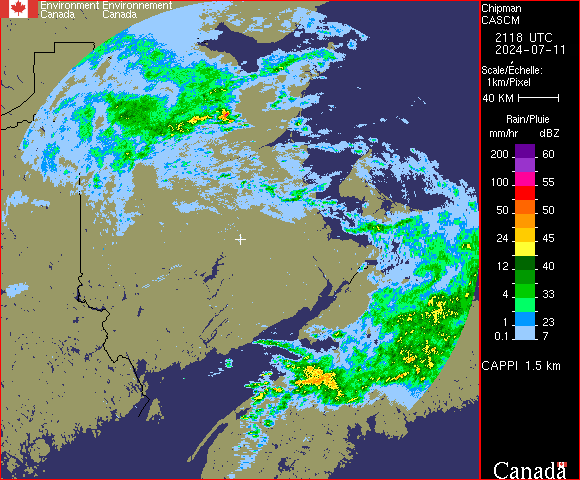 Environment Environnement
Canada Canada
Chipman
CASCM
2118 UTC
2024-07-11
Scale/Échelle:
1km/Pixel
40 KM
Rain/Pluie
mm/hr dBZ
200 60
100 55
50 50
24 45
12 40
4 33
1 23
0.1 7
CAPPI 1.5 km
Canada